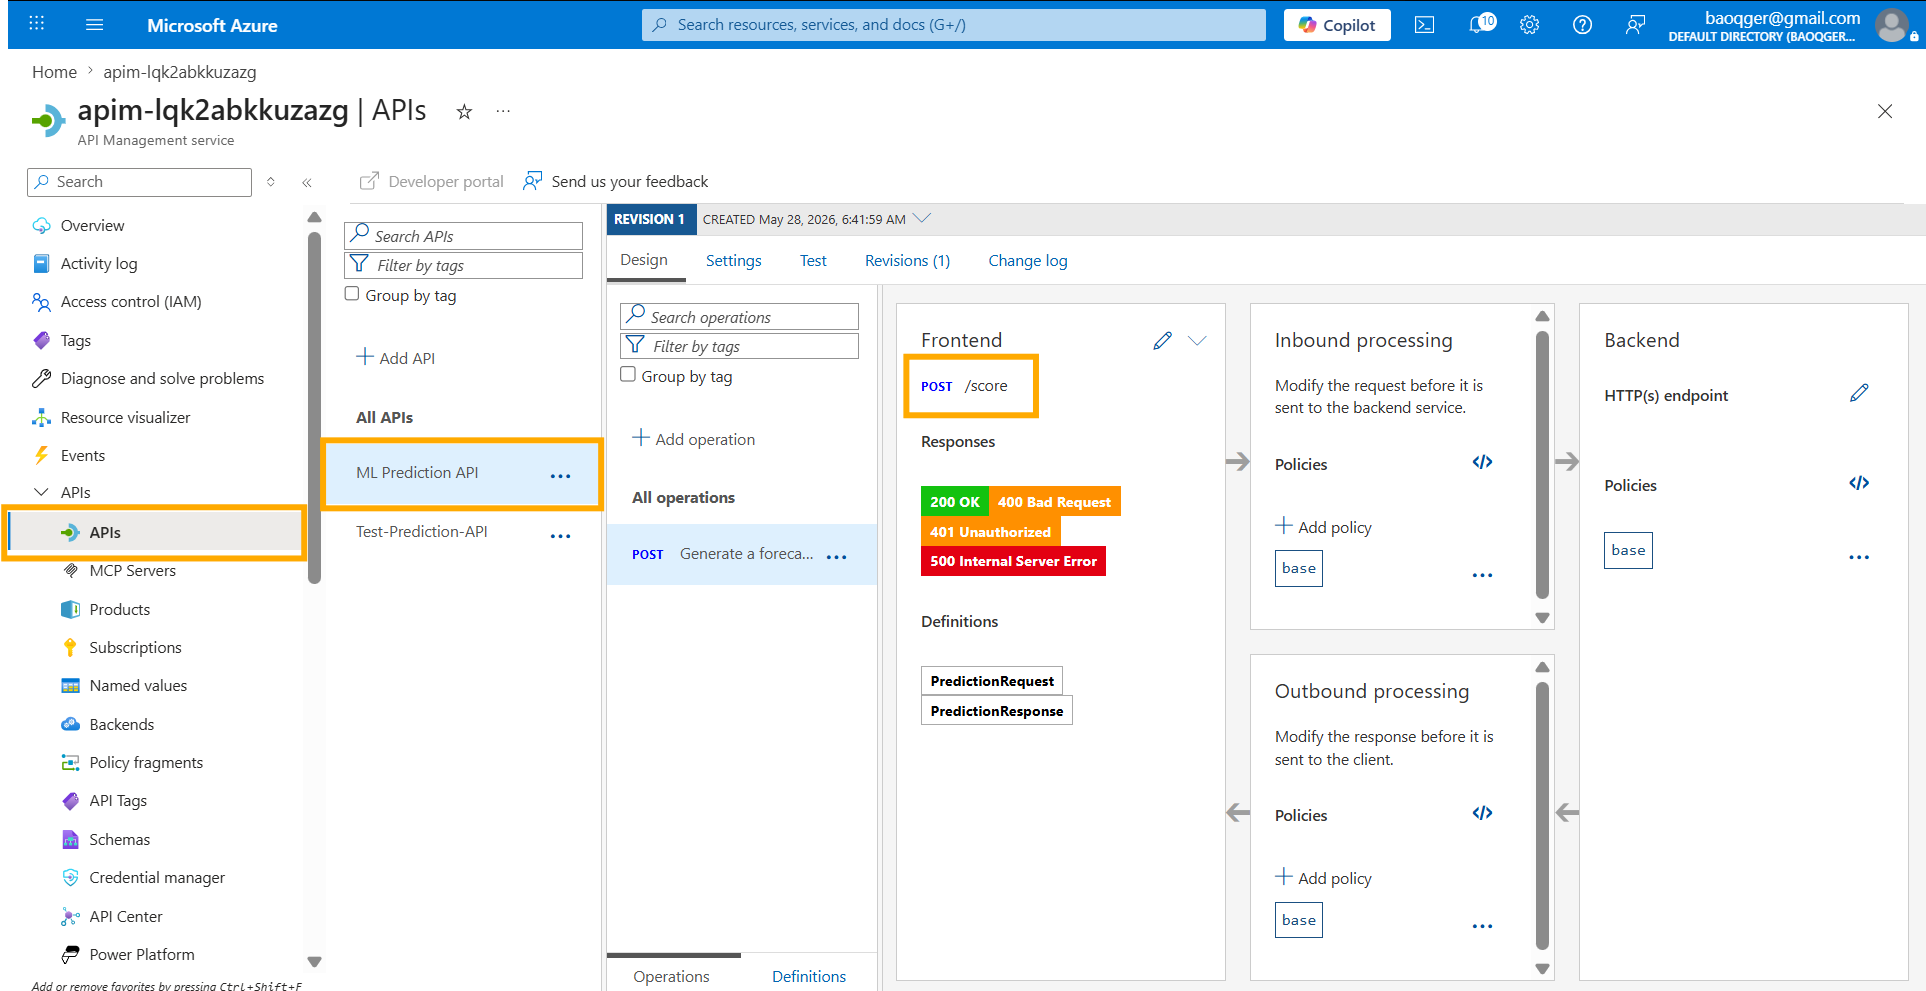 Microsoft Azure
Search resources, services, and docs (G+/)
Copilot
10
baoqger@gmail.com
DEFAULT DIRECTORY (BAOQGER...
Home > apim-lqk2abkkuzazg
apim-lqk2abkkuzazg | APIs
API Management service
Search
Developer portal
Send us your feedback
Overview
Activity log
Access control (IAM)
Tags
Diagnose and solve problems
Resource visualizer
Events
APIs
APIs
MCP Servers
Products
Subscriptions
Named values
Backends
Policy fragments
API Tags
Schemas
Credential manager
API Center
Power Platform
Add or remove favorites by pressing Ctrl+Shift+F
Search APIs
Filter by tags
Group by tag
Add API
All APIs
ML Prediction API
Test-Prediction-API
REVISION 1
CREATED May 28, 2026, 6:41:59 AM
Design
Settings
Test
Revisions (1)
Change log
Search operations
Filter by tags
Group by tag
Add operation
All operations
POST Generate a foreca...
Operations
Definitions
Frontend
POST /score
Responses
200 OK
400 Bad Request
401 Unauthorized
500 Internal Server Error
Definitions
PredictionRequest
PredictionResponse
Inbound processing
Modify the request before it is
sent to the backend service.
Policies
</>
Add policy
base
Outbound processing
Modify the response before it is
sent to the client.
Policies
</>
Add policy
base
Backend
HTTP(s) endpoint
Policies
</>
base